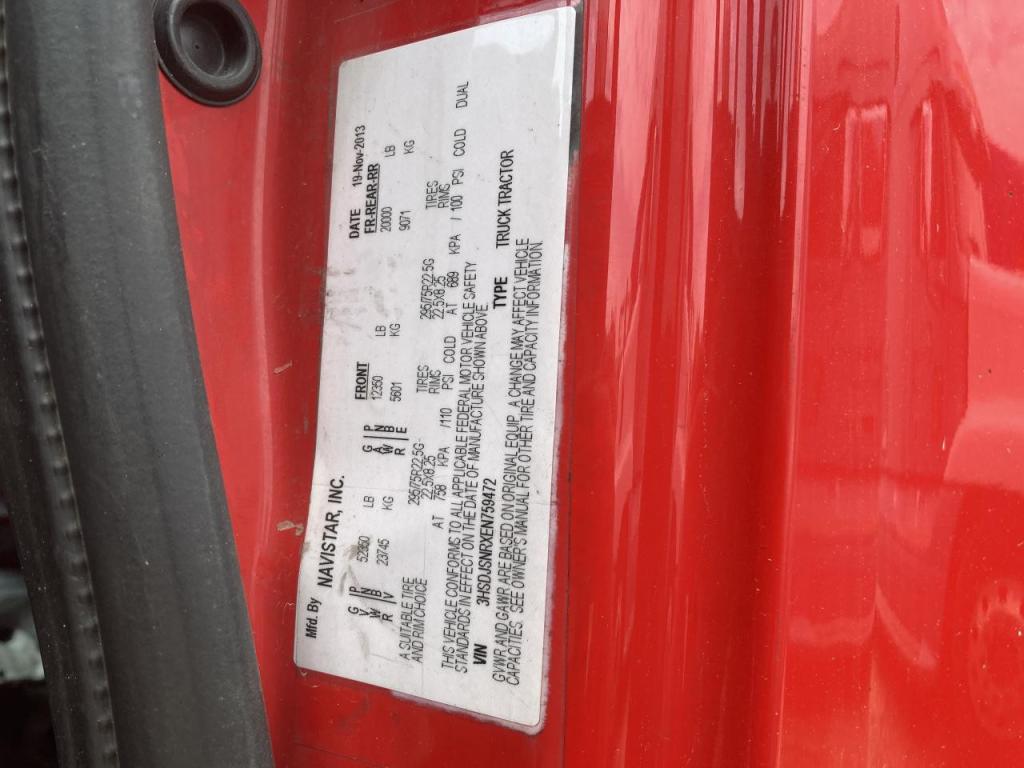 Mfd. By NAVISTAR, INC. DATE 19-Nov-2013
GVWR / PNBV 52350 LB 23745 KG
GAWR / PNBE FRONT 12350 LB 5601 KG
FR-REAR-RR 20000 LB 9071 KG
A SUITABLE TIRE AND RIM CHOICE
295/75R22.5G TIRES 295/75R22.5G TIRES
22.5X8.25 RIMS 22.5X8.25 RIMS
AT 758 KPA /110 PSI COLD AT 689 KPA / 100 PSI COLD DUAL
THIS VEHICLE CONFORMS TO ALL APPLICABLE FEDERAL MOTOR VEHICLE SAFETY
STANDARDS IN EFFECT ON THE DATE OF MANUFACTURE SHOWN ABOVE.
VIN 3HSDJSNRXEN759472 TYPE TRUCK TRACTOR
GVWR AND GAWR ARE BASED ON ORIGINAL EQUIP. A CHANGE MAY AFFECT VEHICLE
CAPACITIES. SEE OWNER'S MANUAL FOR OTHER TIRE AND CAPACITY INFORMATION.